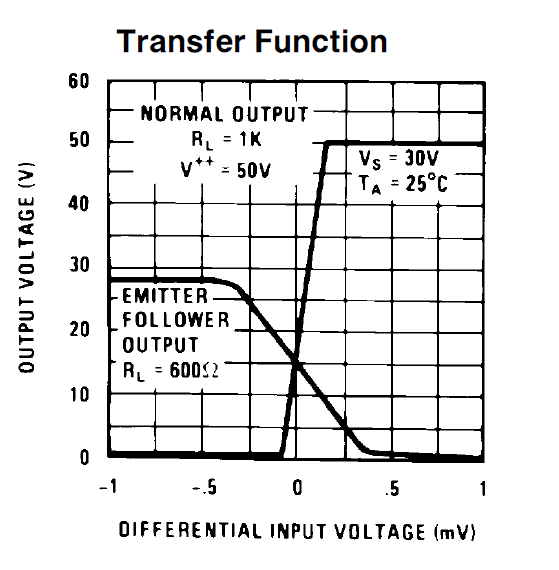 Transfer Function
60
50
40
30
20
10
0
NORMAL OUTPUT
R_L = 1K
V++ = 50V
V_S = 30V
T_A = 25°C
EMITTER
FOLLOWER
OUTPUT
R_L = 600Ω
OUTPUT VOLTAGE (V)
-1 -.5 0 .5 1
DIFFERENTIAL INPUT VOLTAGE (mV)